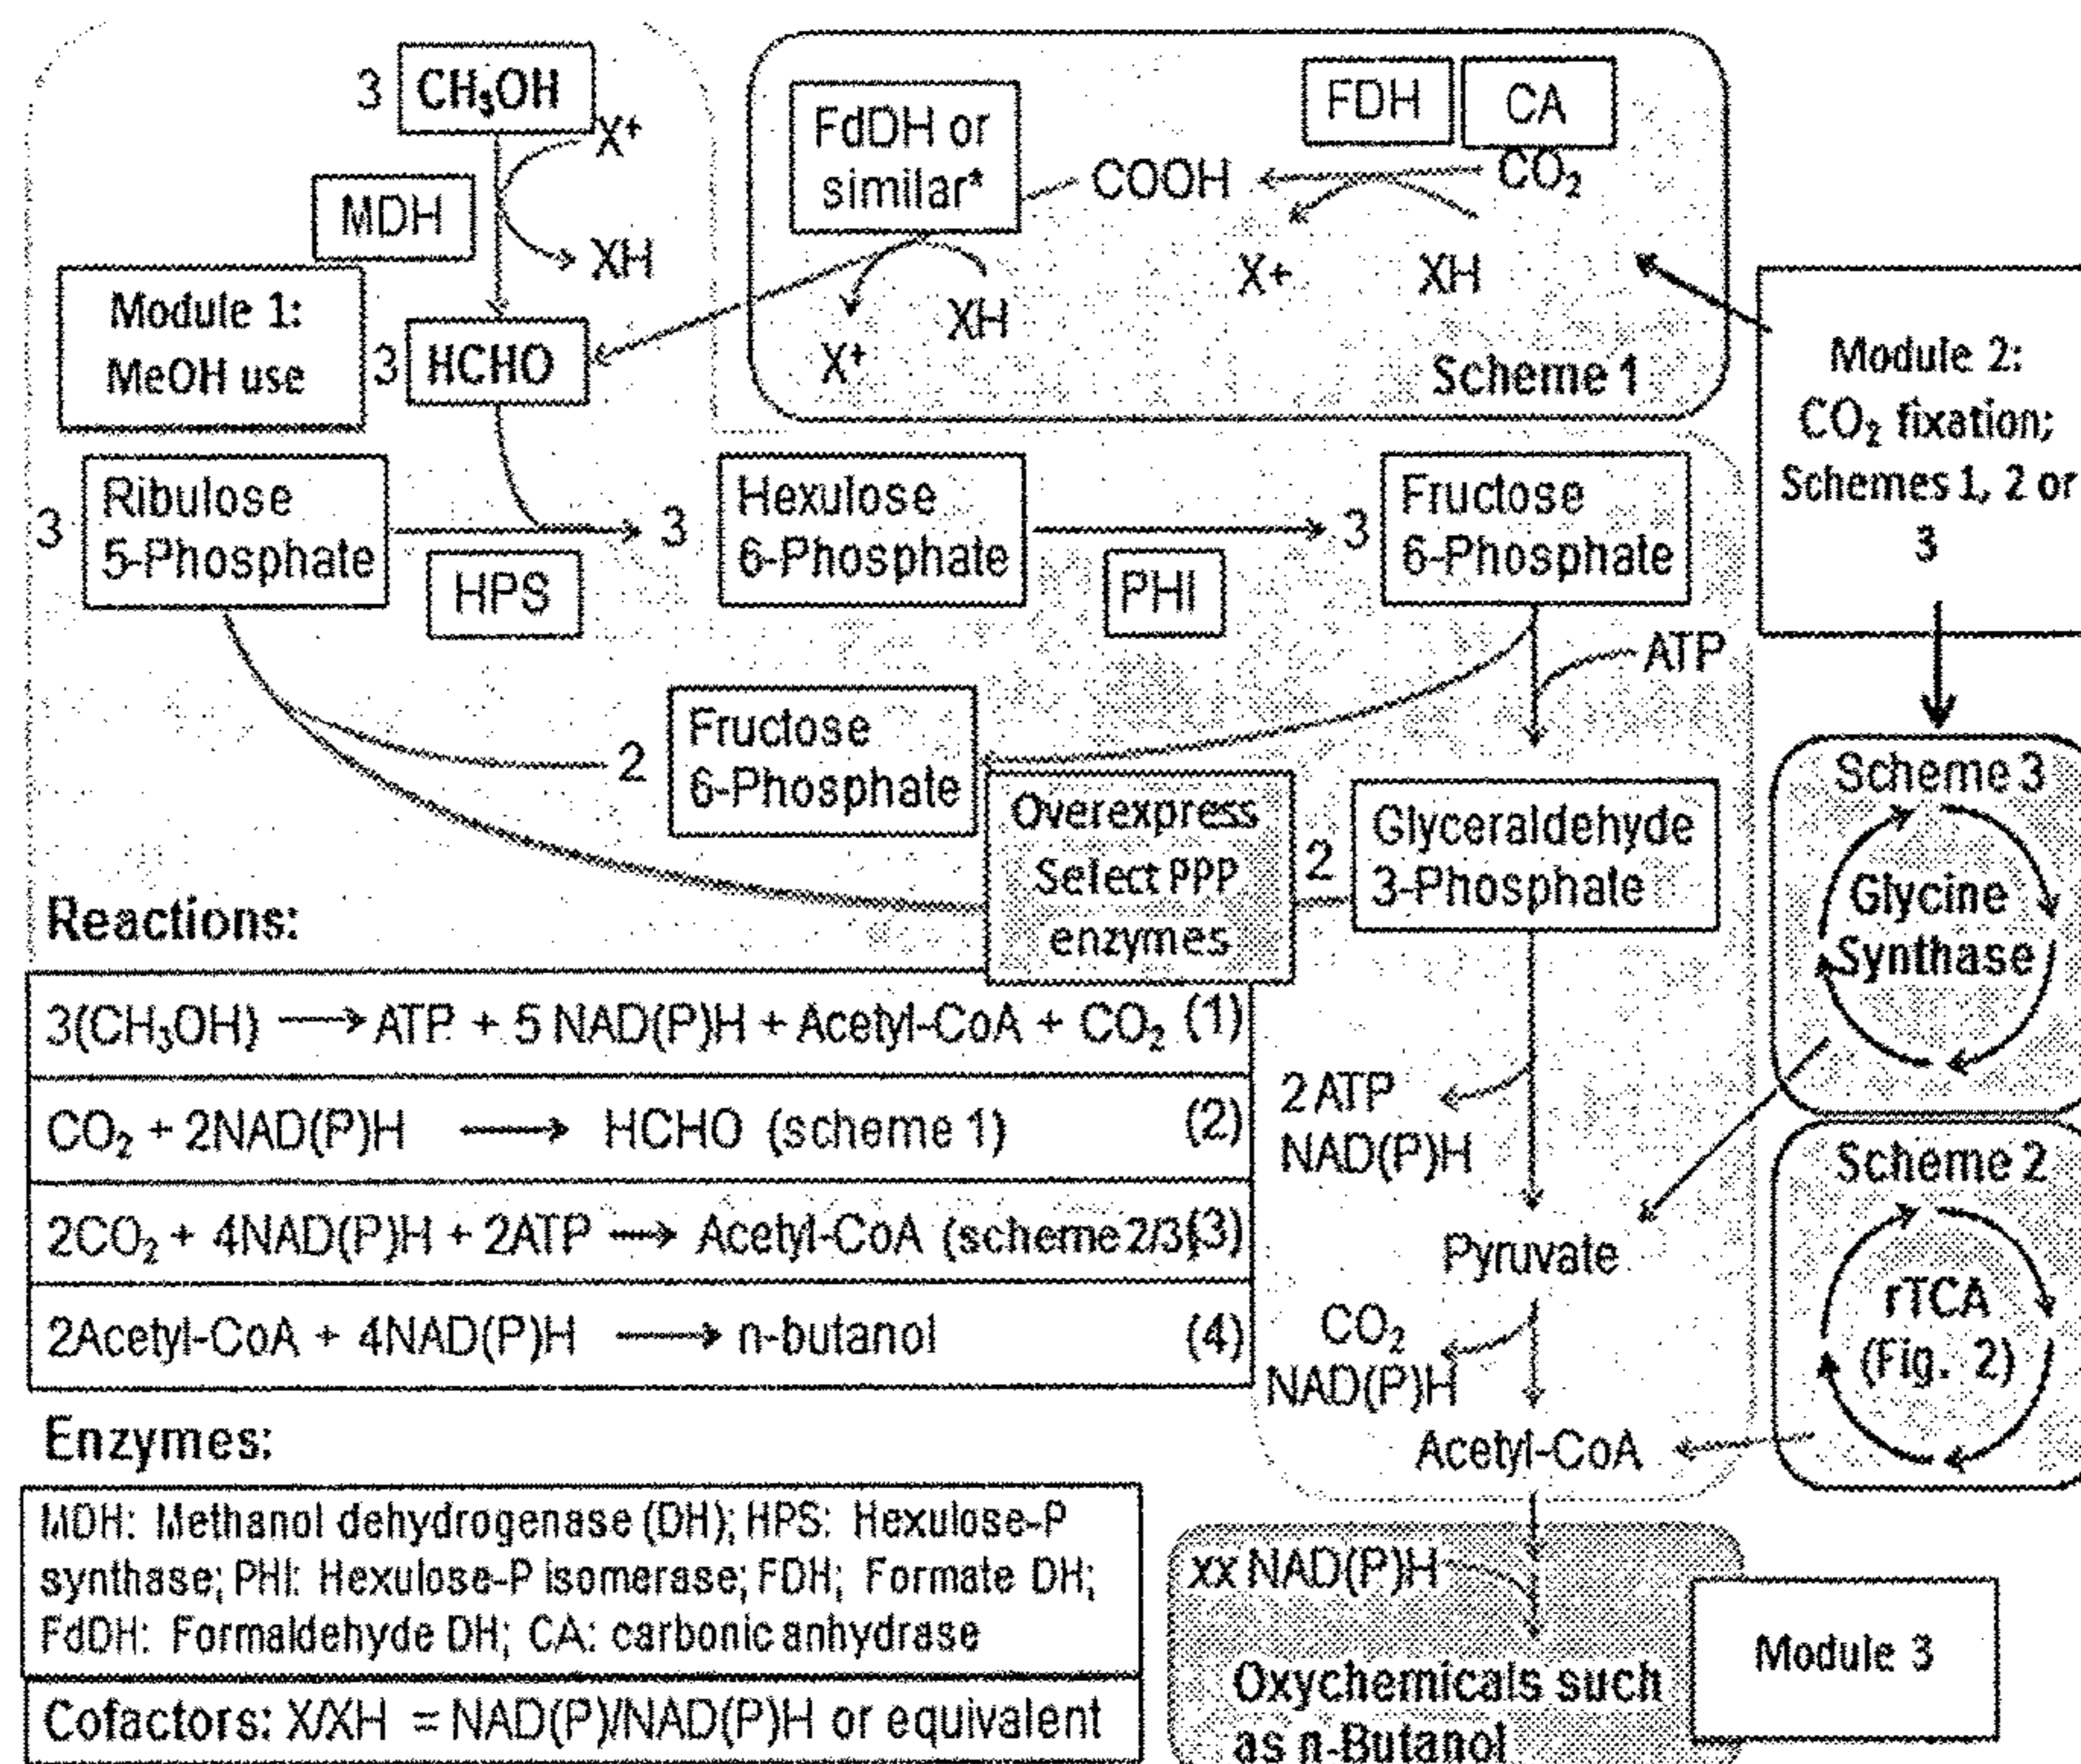 3 CH₃OH
X⁺
MDH
XH
Module 1:
MeOH use
3 HCHO
FdDH or
similar*
COOH
FDH
CA
CO₂
X+
XH
XH
X⁺
Scheme 1
Module 2:
CO₂ fixation;
Schemes 1, 2 or
3
3 Ribulose
5-Phosphate
HPS
3 Hexulose
6-Phosphate
PHI
3 Fructose
6-Phosphate
ATP
2 Fructose
6-Phosphate
Overexpress
Select PPP
enzymes
2 Glyceraldehyde
3-Phosphate
Scheme 3
Glycine
Synthase
Reactions:
3(CH₃OH) ⟶ ATP + 5 NAD(P)H + Acetyl-CoA + CO₂ (1)
CO₂ + 2NAD(P)H ⟶ HCHO (scheme 1) (2)
2CO₂ + 4NAD(P)H + 2ATP ⟶ Acetyl-CoA (scheme 2/3)(3)
2Acetyl-CoA + 4NAD(P)H ⟶ n-butanol (4)
2 ATP
NAD(P)H
Pyruvate
CO₂
NAD(P)H
Acetyl-CoA
Scheme 2
rTCA
(Fig. 2)
Enzymes:
MDH: Methanol dehydrogenase (DH); HPS: Hexulose-P
synthase; PHI: Hexulose-P isomerase; FDH; Formate DH;
FdDH: Formaldehyde DH; CA: carbonic anhydrase
Cofactors: X/XH = NAD(P)/NAD(P)H or equivalent
xx NAD(P)H
Oxychemicals such
as n-Butanol
Module 3